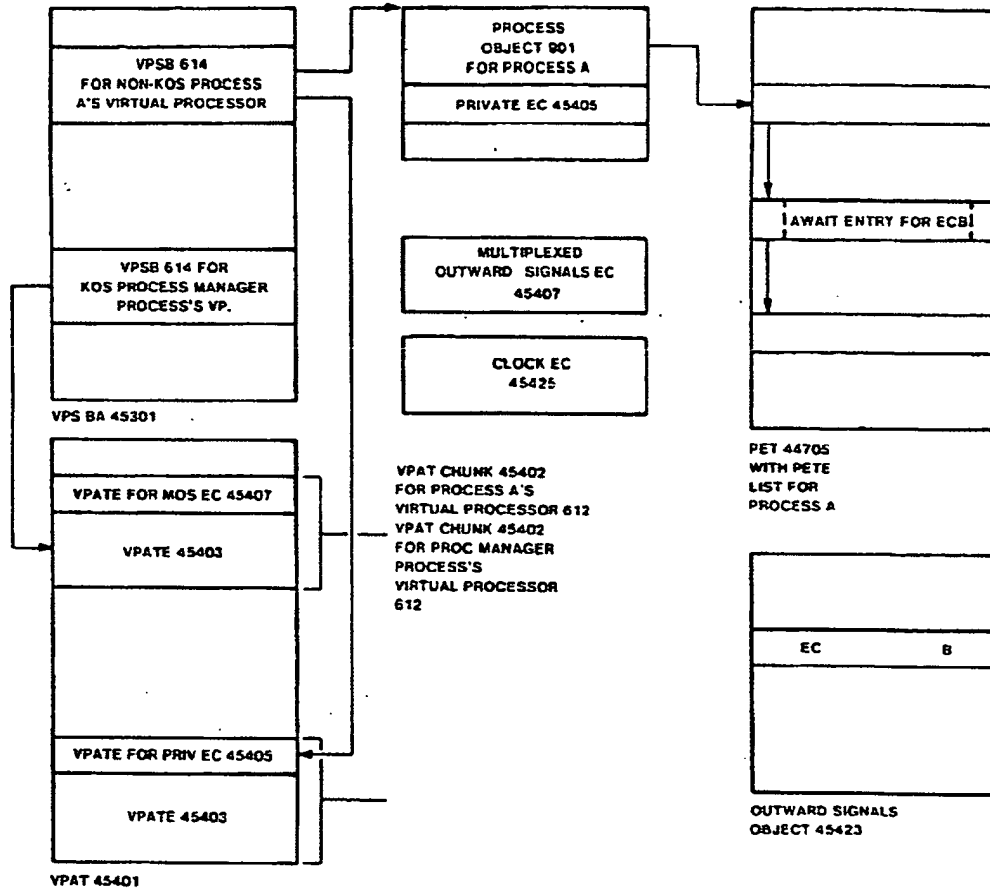 VPSB 614
FOR NON-KOS PROCESS
A'S VIRTUAL PROCESSOR
VPSB 614 FOR
KOS PROCESS MANAGER
PROCESS'S VP.
VPS BA 45301
PROCESS
OBJECT 901
FOR PROCESS A
PRIVATE EC 45405
MULTIPLEXED
OUTWARD SIGNALS EC
45407
CLOCK EC
45425
AWAIT ENTRY FOR ECB
PET 44705
WITH PETE
LIST FOR
PROCESS A
VPATE FOR MOS EC 45407
VPATE 45403
VPAT CHUNK 45402
FOR PROCESS A'S
VIRTUAL PROCESSOR 612
VPAT CHUNK 45402
FOR PROC MANAGER
PROCESS'S
VIRTUAL PROCESSOR
612
VPATE FOR PRIV EC 45405
VPATE 45403
VPAT 45401
EC B
OUTWARD SIGNALS
OBJECT 45423